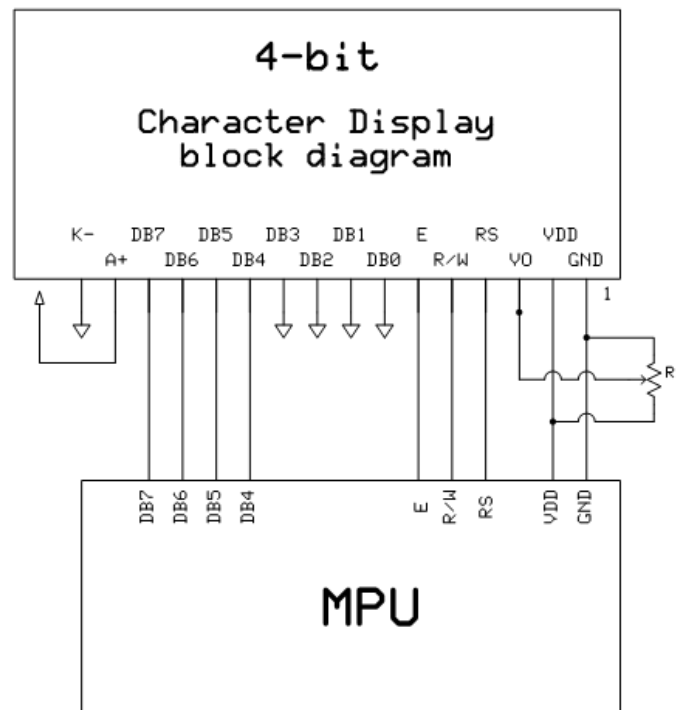 4-bit
Character Display
block diagram
K- DB7 DB5 DB3 DB1 E RS VDD
A+ DB6 DB4 DB2 DB0 R/W VO GND
1
R
DB7 DB6 DB5 DB4 E R/W RS VDD GND
MPU